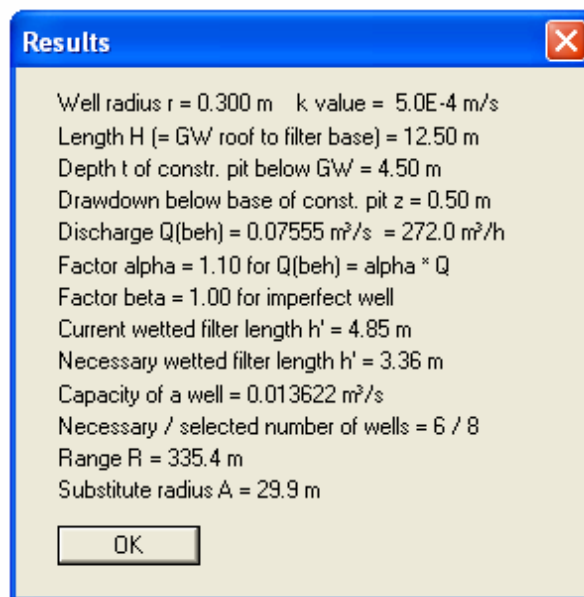 Results
Well radius r = 0.300 m    k value =  5.0E-4 m/s
Length H (= GW roof to filter base) = 12.50 m
Depth t of constr. pit below GW = 4.50 m
Drawdown below base of const. pit z = 0.50 m
Discharge Q(beh) = 0.07555 m³/s  = 272.0 m³/h
Factor alpha = 1.10 for Q(beh) = alpha * Q
Factor beta = 1.00 for imperfect well
Current wetted filter length h' = 4.85 m
Necessary wetted filter length h' = 3.36 m
Capacity of a well = 0.013622 m³/s
Necessary / selected number of wells = 6 / 8
Range R = 335.4 m
Substitute radius A = 29.9 m
OK